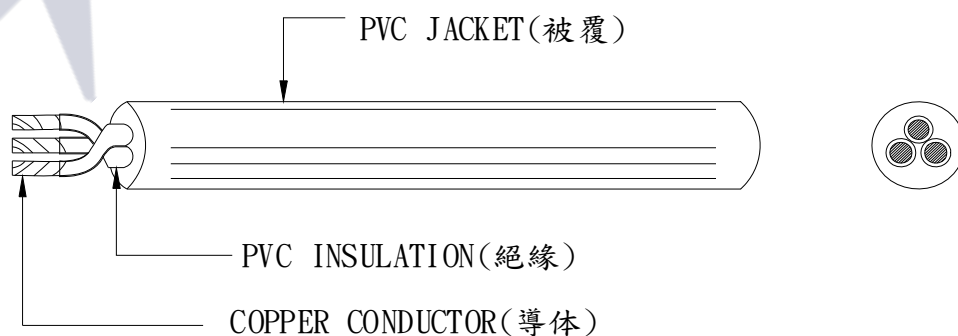 PVC JACKET(被覆)
PVC INSULATION(絕緣)
COPPER CONDUCTOR(導体)